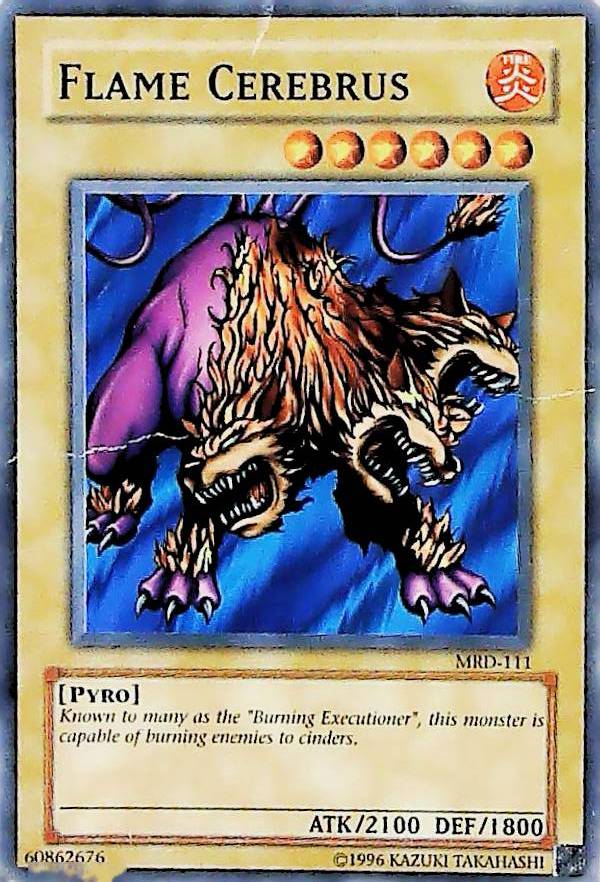 FLAME CEREBRUS
FIRE
炎
MRD-111
[PYRO]
Known to many as the "Burning Executioner", this monster is
capable of burning enemies to cinders.
ATK/2100 DEF/1800
60862676
©1996 KAZUKI TAKAHASHI